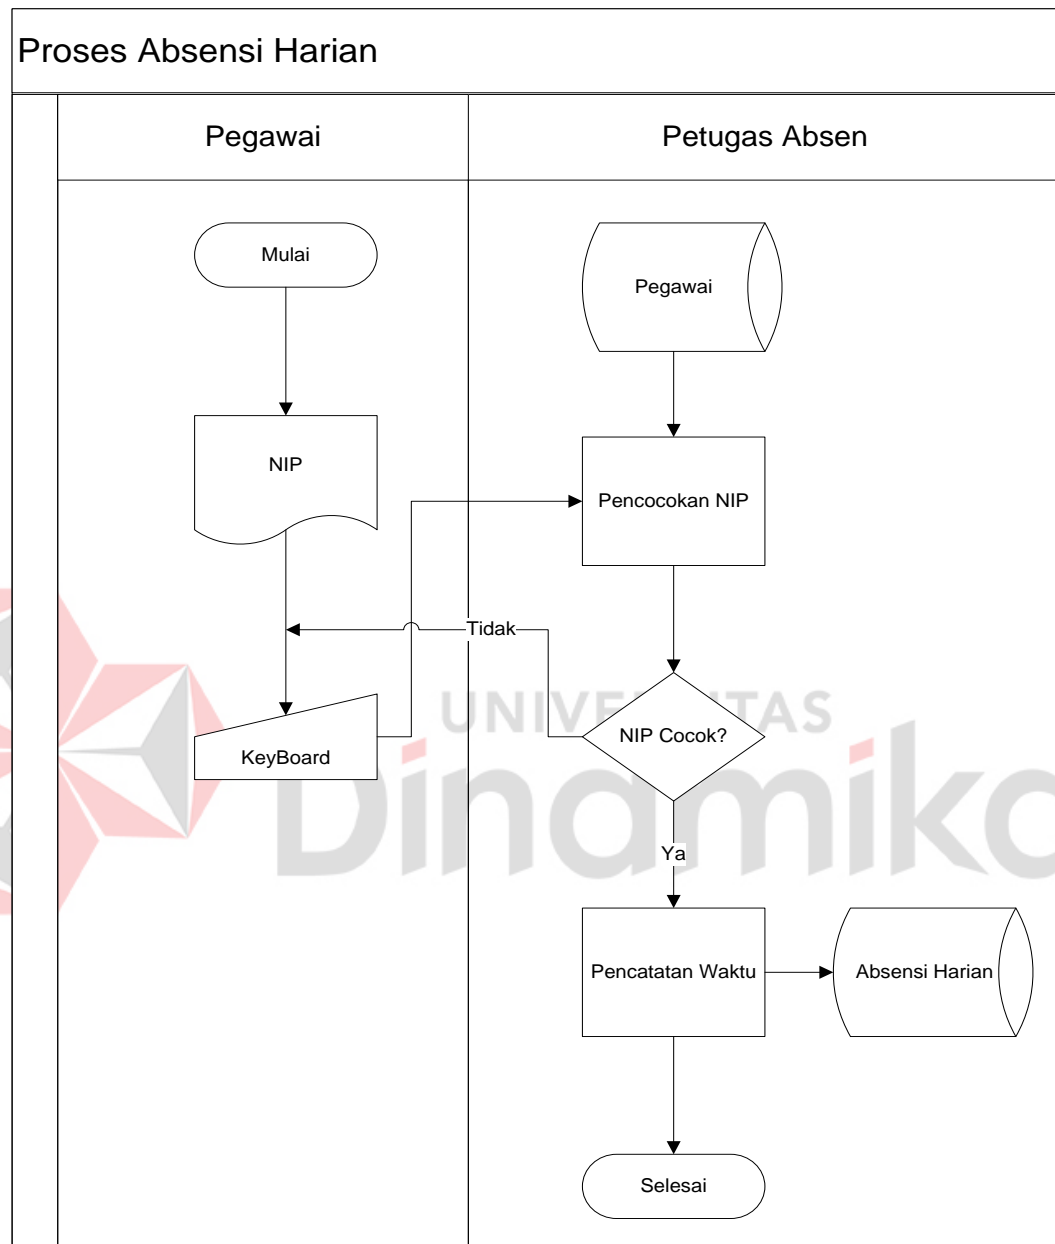 Proses Absensi Harian
Pegawai
Petugas Absen
Mulai
Pegawai
NIP
Pencocokan NIP
Tidak
UNIVERSITAS
NIP Cocok?
KeyBoard
Dinamika
Ya
Pencatatan Waktu
Absensi Harian
Selesai